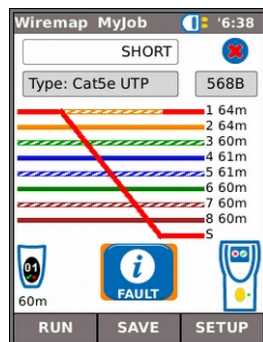 Wiremap MyJob '6:38
SHORT
Type: Cat5e UTP 568B
1 64m
2 64m
3 60m
4 61m
5 61m
6 60m
7 60m
8 60m
S
01
60m
i
FAULT
RUN SAVE SETUP